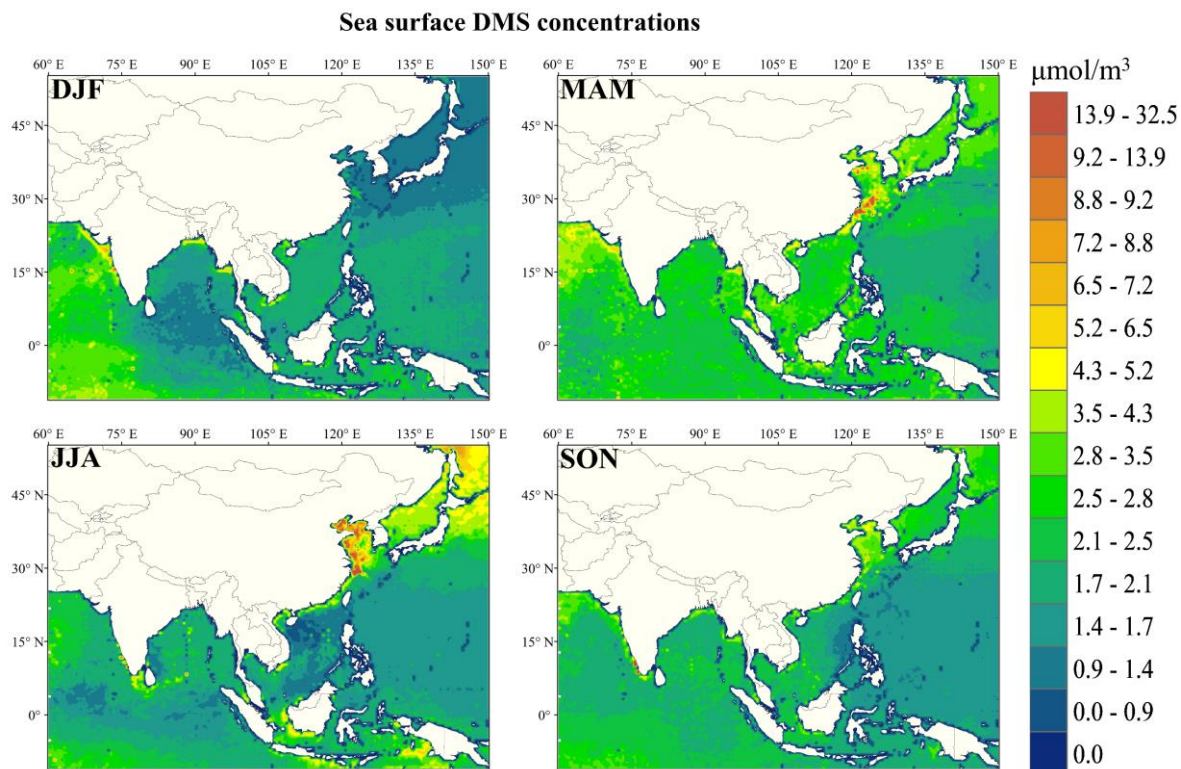 Sea surface DMS concentrations
60° E 75° E 90° E 105° E 120° E 135° E 150° E
60° E 75° E 90° E 105° E 120° E 135° E 150° E
DJF
MAM
45° N
30° N
15° N
0°
45° N
30° N
15° N
0°
60° E 75° E 90° E 105° E 120° E 135° E 150° E
60° E 75° E 90° E 105° E 120° E 135° E 150° E
JJA
SON
45° N
30° N
15° N
0°
45° N
30° N
15° N
0°
μmol/m³
13.9 - 32.5
9.2 - 13.9
8.8 - 9.2
7.2 - 8.8
6.5 - 7.2
5.2 - 6.5
4.3 - 5.2
3.5 - 4.3
2.8 - 3.5
2.5 - 2.8
2.1 - 2.5
1.7 - 2.1
1.4 - 1.7
0.9 - 1.4
0.0 - 0.9
0.0